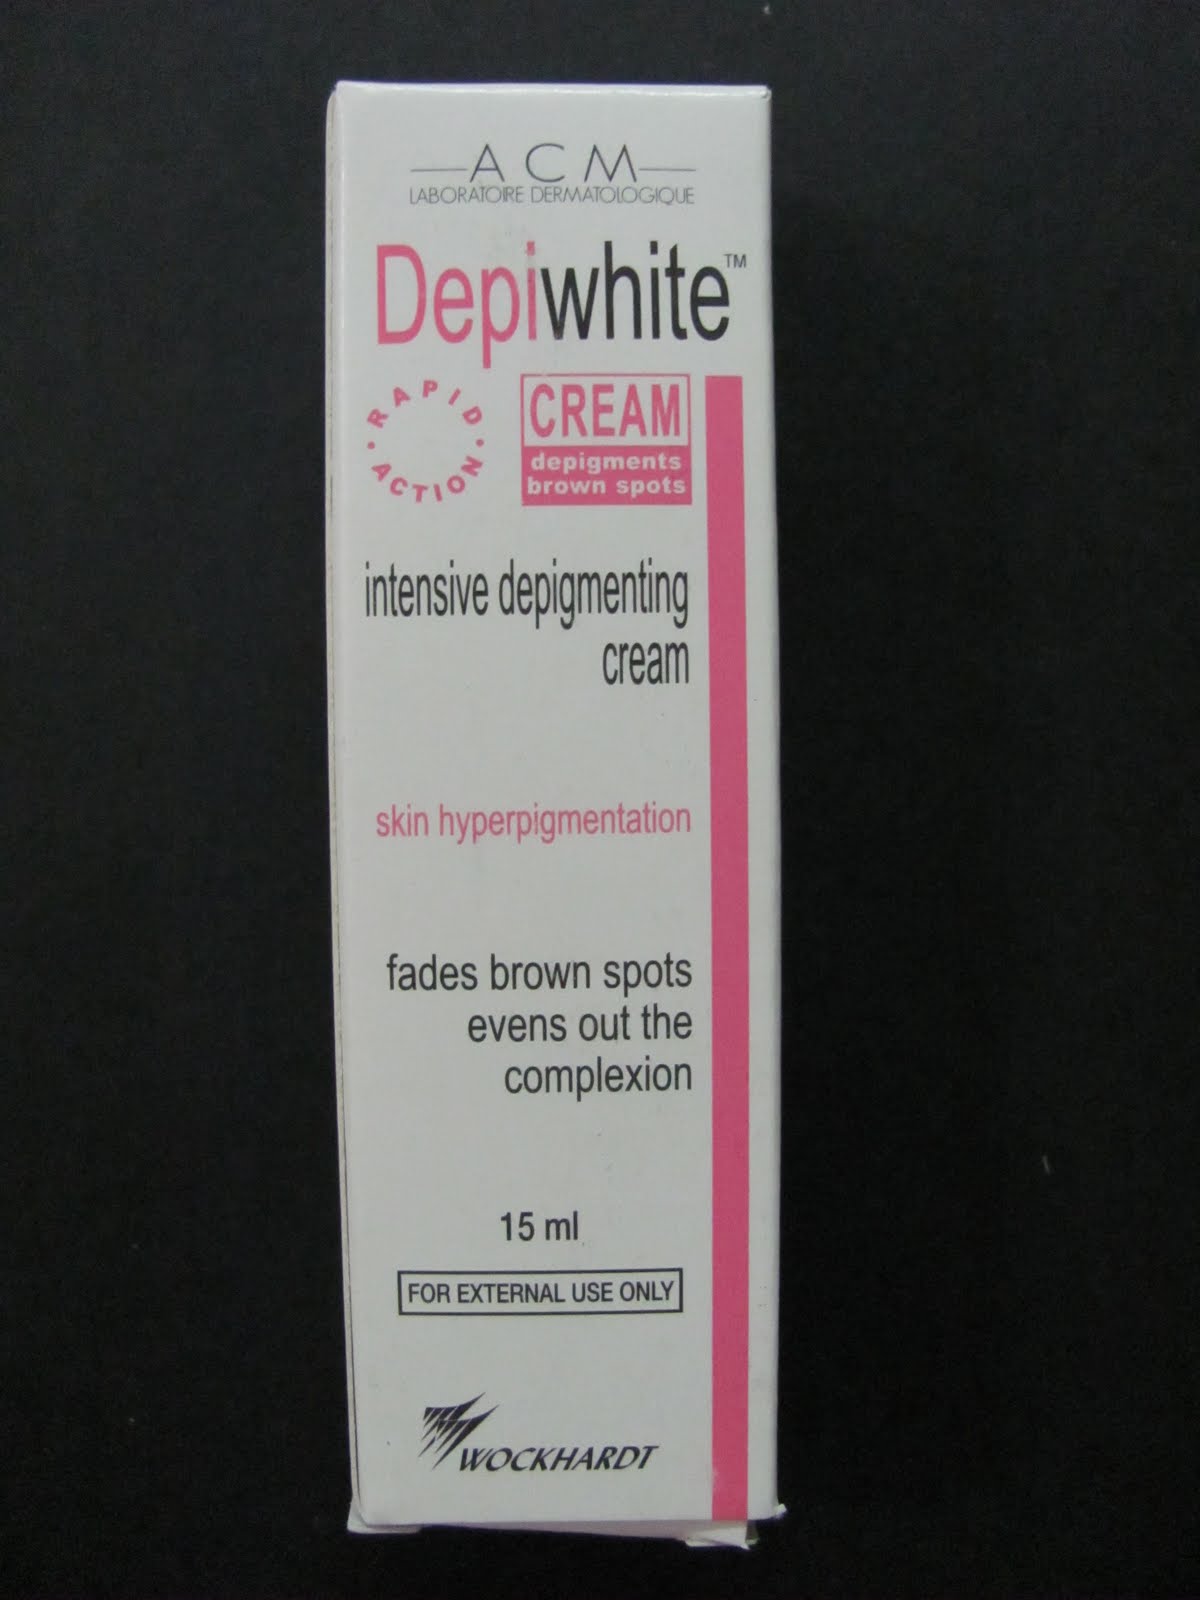 A C M
LABORATOIRE DERMATOLOGIQUE
Depiwhite™
• RAPID • ACTION
CREAM
depigments
brown spots
intensive depigmenting
cream
skin hyperpigmentation
fades brown spots
evens out the
complexion
15 ml
FOR EXTERNAL USE ONLY
WOCKHARDT